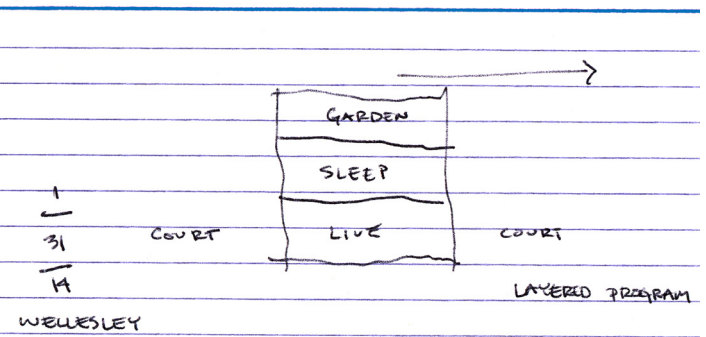 GARDEN
SLEEP
1
31
14
COURT LIVE COURT
LAYERED PROGRAM
WELLESLEY